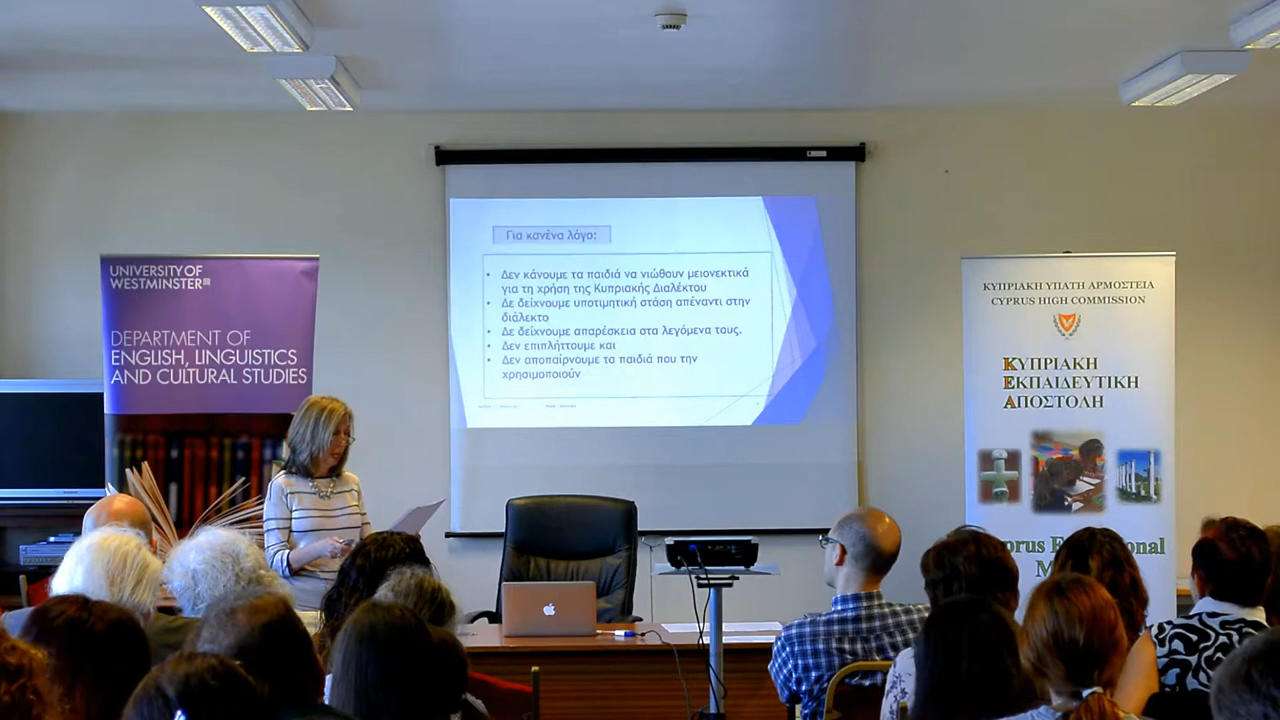 UNIVERSITY OF
WESTMINSTER
DEPARTMENT OF
ENGLISH, LINGUISTICS
AND CULTURAL STUDIES
Για κανένα λόγο:
• Δεν κάνουμε τα παιδιά να νιώθουν μειονεκτικά
για τη χρήση της Κυπριακής Διαλέκτου
• Δε δείχνουμε υποτιμητική στάση απέναντι στην
διάλεκτο
• Δε δείχνουμε απαρέσκεια στα λεγόμενα τους.
• Δεν επιπλήττουμε και
• Δεν αποπαίρνουμε τα παιδιά που την
χρησιμοποιούν
ΚΥΠΡΙΑΚΗ ΥΠΑΤΗ ΑΡΜΟΣΤΕΙΑ
CYPRUS HIGH COMMISSION
ΚΥΠΡΙΑΚΗ
ΕΚΠΑΙΔΕΥΤΙΚΗ
ΑΠΟΣΤΟΛΗ